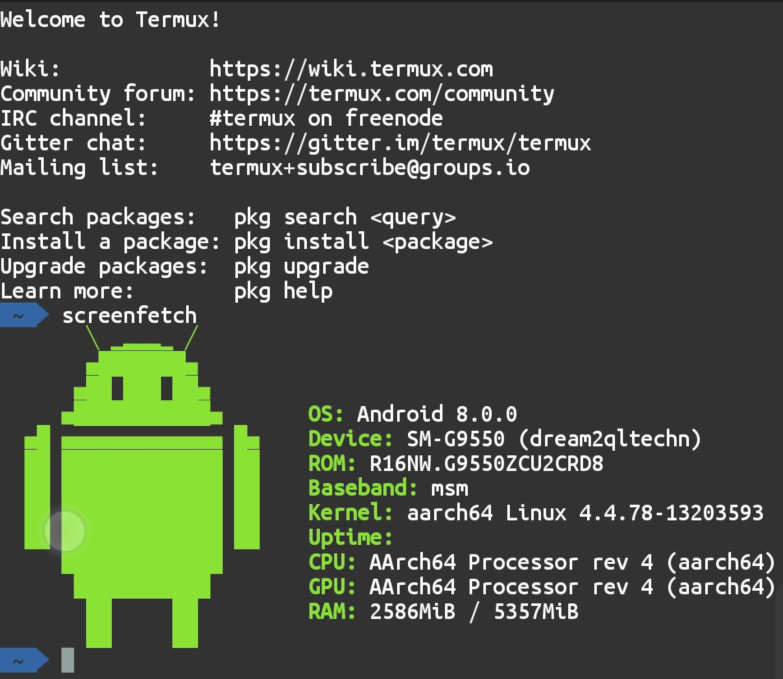 Welcome to Termux!
Wiki: https://wiki.termux.com
Community forum: https://termux.com/community
IRC channel: #termux on freenode
Gitter chat: https://gitter.im/termux/termux
Mailing list: termux+subscribe@groups.io
Search packages: pkg search <query>
Install a package: pkg install <package>
Upgrade packages: pkg upgrade
Learn more: pkg help
~ screenfetch
OS: Android 8.0.0
Device: SM-G9550 (dream2qltechn)
ROM: R16NW.G9550ZCU2CRD8
Baseband: msm
Kernel: aarch64 Linux 4.4.78-13203593
Uptime:
CPU: AArch64 Processor rev 4 (aarch64)
GPU: AArch64 Processor rev 4 (aarch64)
RAM: 2586MiB / 5357MiB
~